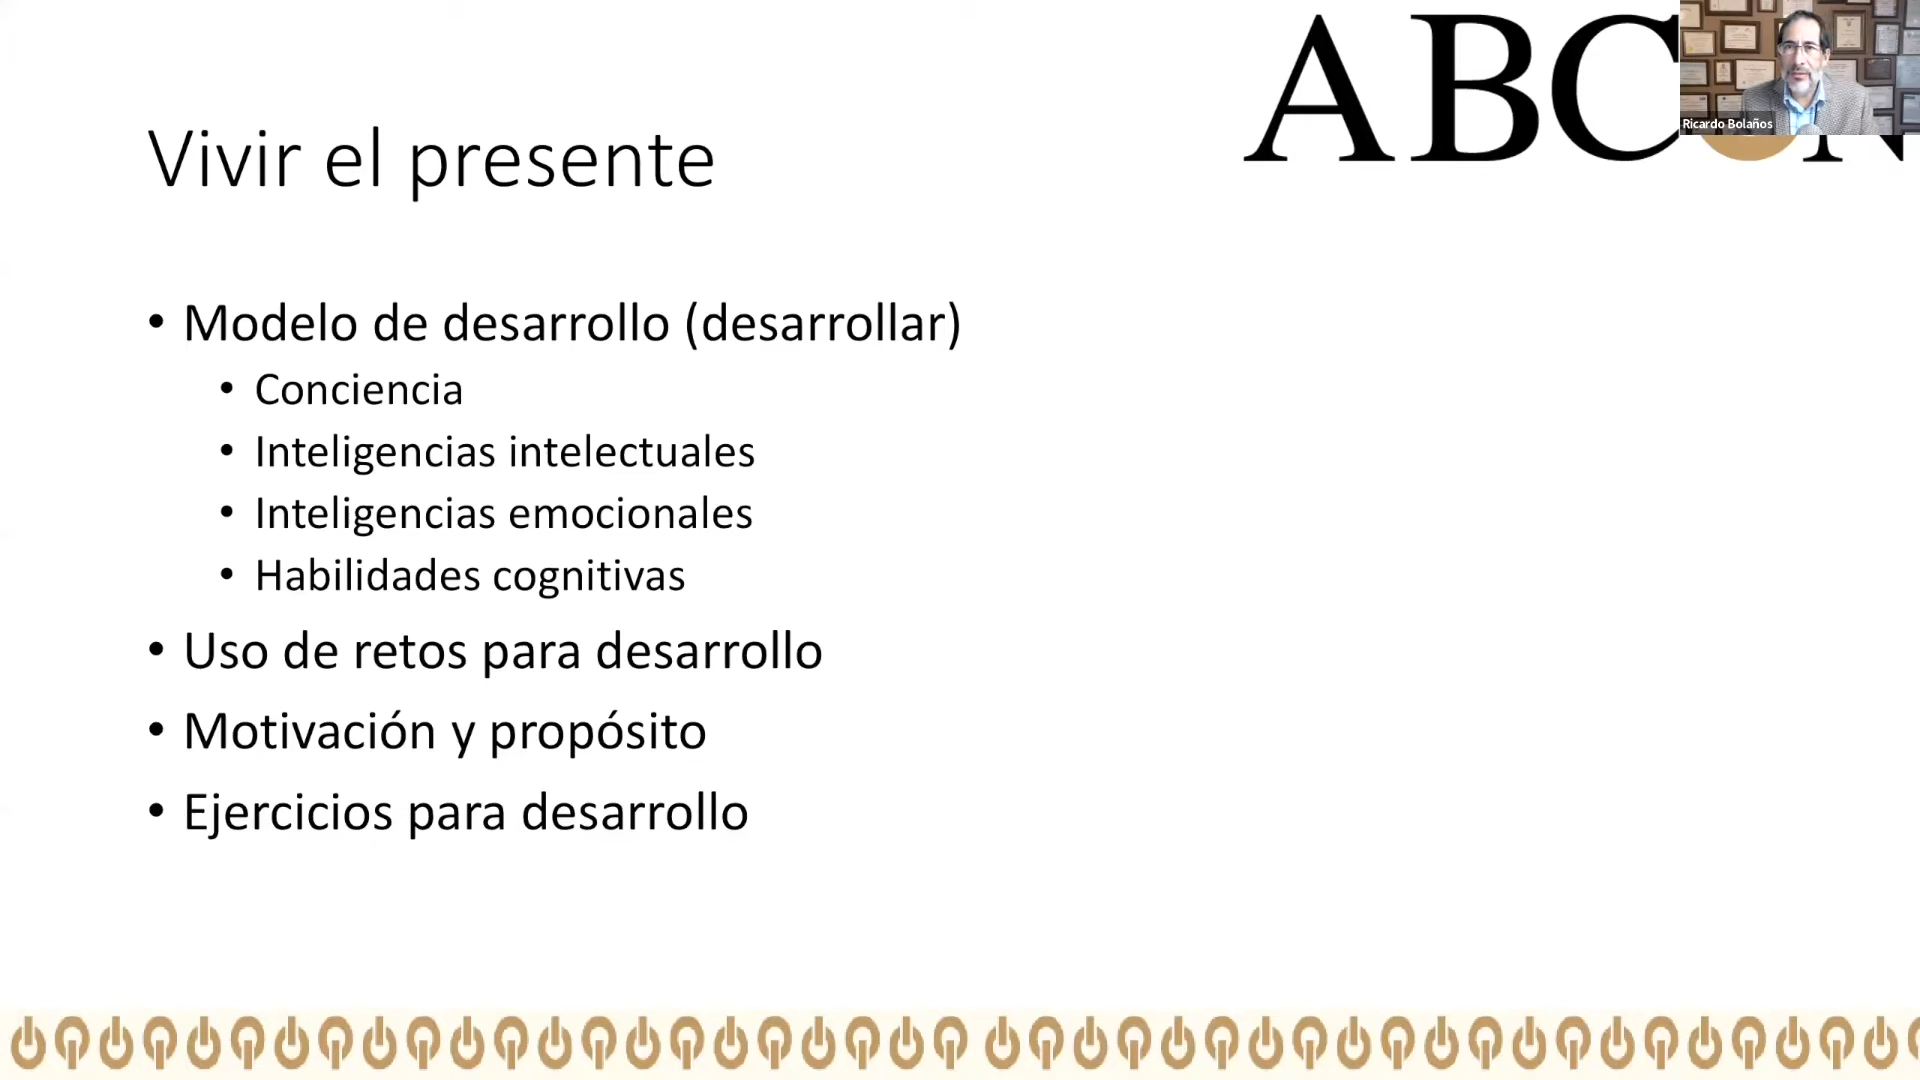 ABC N
Ricardo Bolaños
Vivir el presente
• Modelo de desarrollo (desarrollar)
• Conciencia
• Inteligencias intelectuales
• Inteligencias emocionales
• Habilidades cognitivas
• Uso de retos para desarrollo
• Motivación y propósito
• Ejercicios para desarrollo